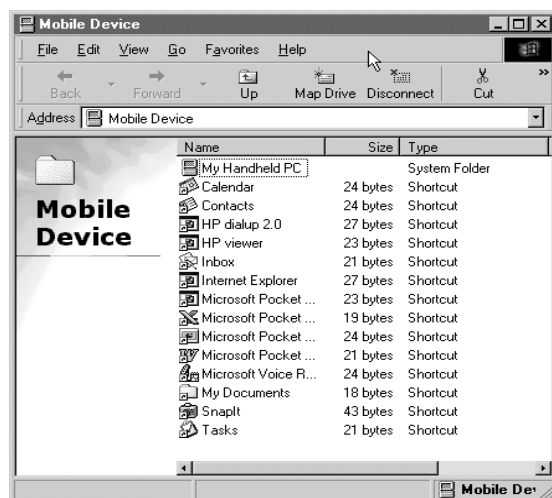 Mobile Device
File Edit View Go Favorites Help
Back Forward Up Map Drive Disconnect Cut »
Address Mobile Device
Mobile
Device
Name Size Type
My Handheld PC System Folder
Calendar 24 bytes Shortcut
Contacts 24 bytes Shortcut
HP dialup 2.0 27 bytes Shortcut
HP viewer 23 bytes Shortcut
Inbox 21 bytes Shortcut
Internet Explorer 27 bytes Shortcut
Microsoft Pocket ... 23 bytes Shortcut
Microsoft Pocket ... 19 bytes Shortcut
Microsoft Pocket ... 24 bytes Shortcut
Microsoft Pocket ... 21 bytes Shortcut
Microsoft Voice R... 24 bytes Shortcut
My Documents 18 bytes Shortcut
SnapIt 43 bytes Shortcut
Tasks 21 bytes Shortcut
Mobile De